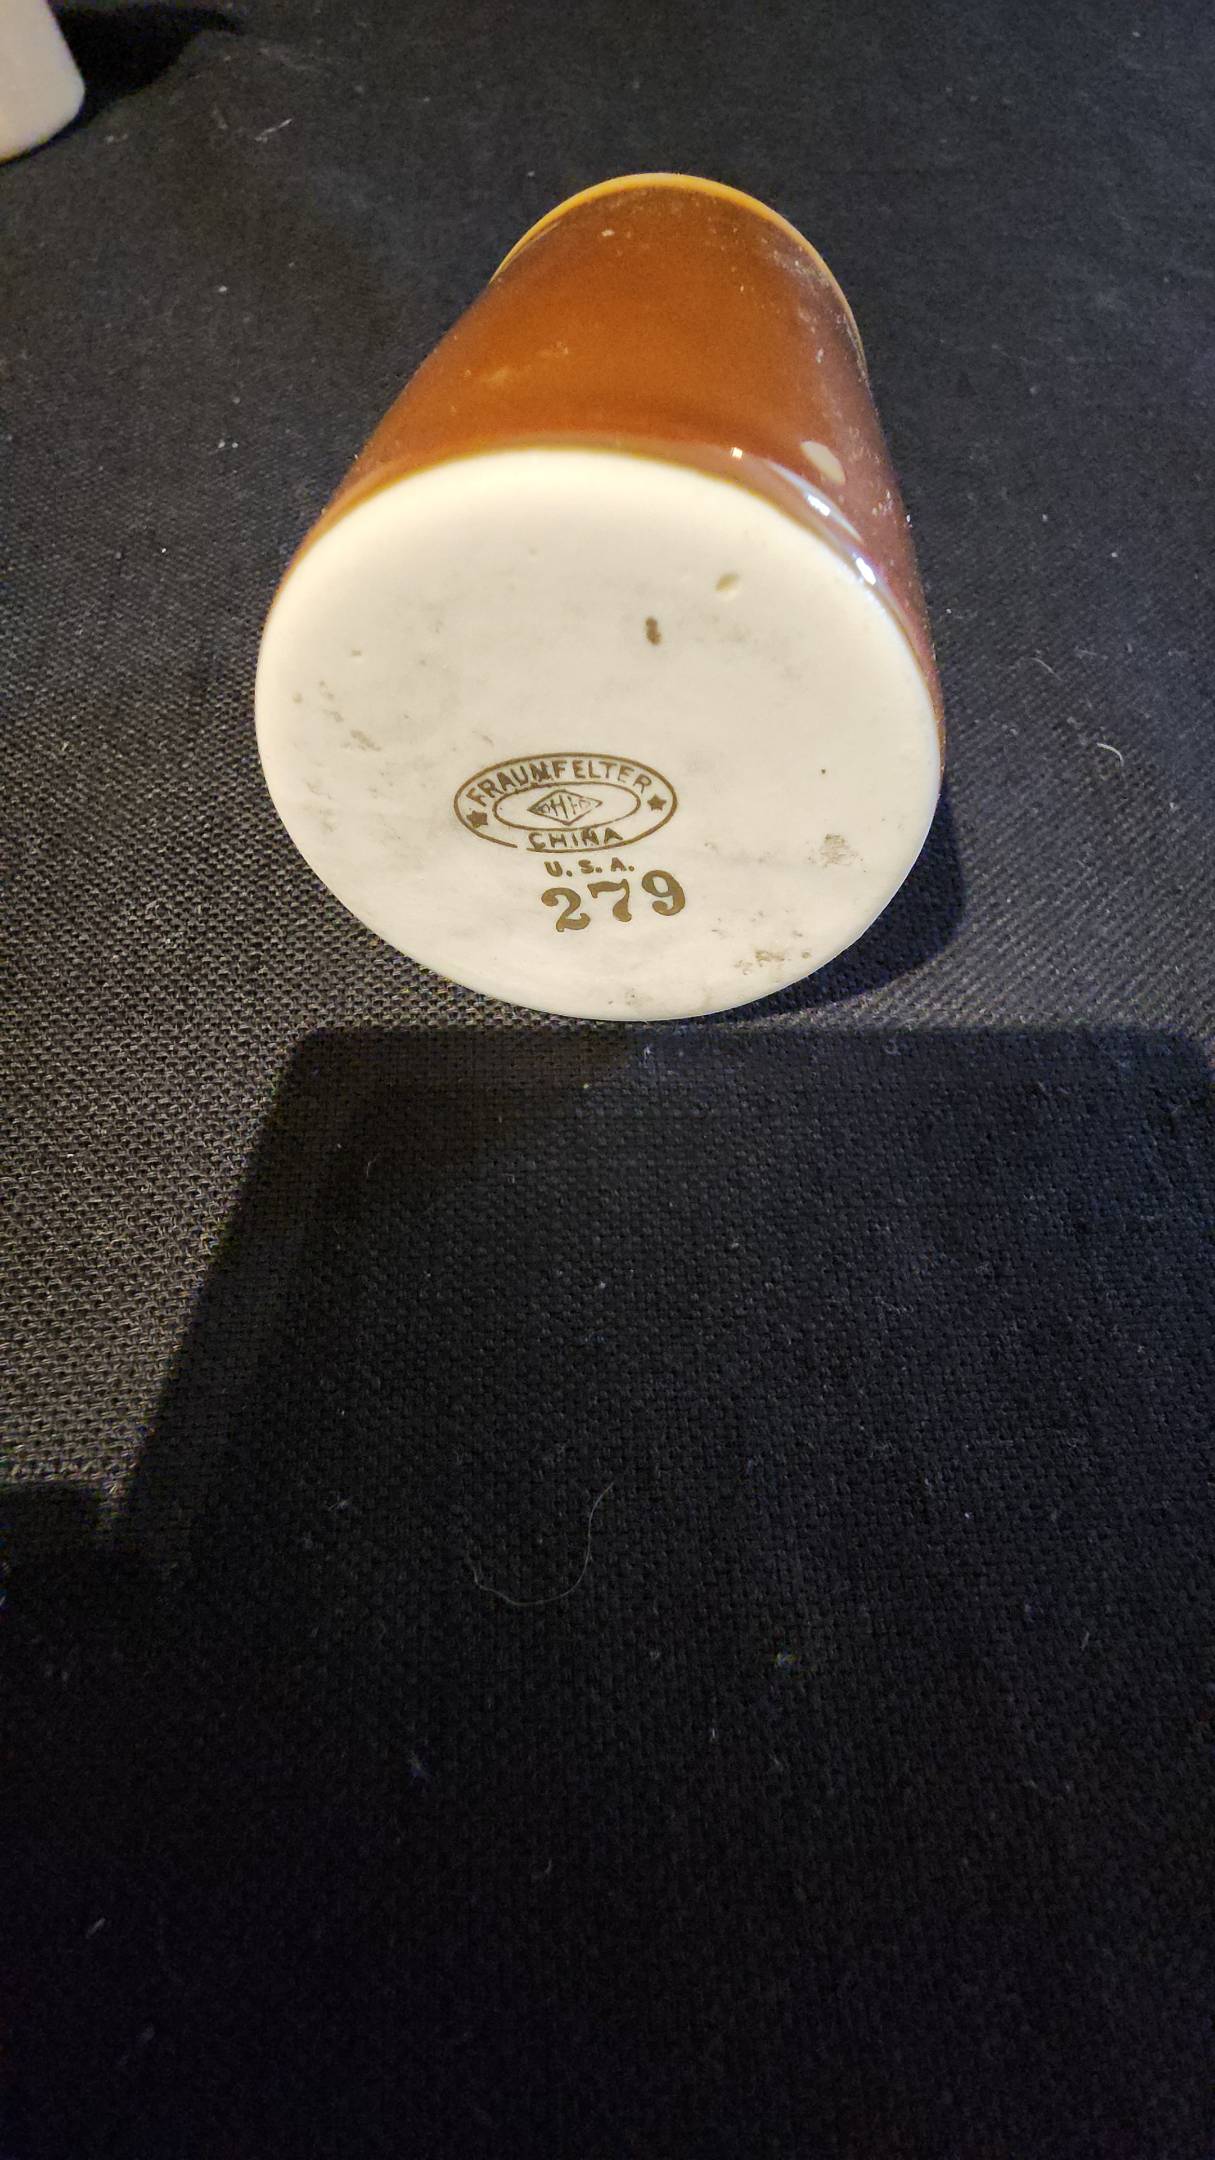 FRAUNFELTER
OHIO
CHINA
U.S.A.
279